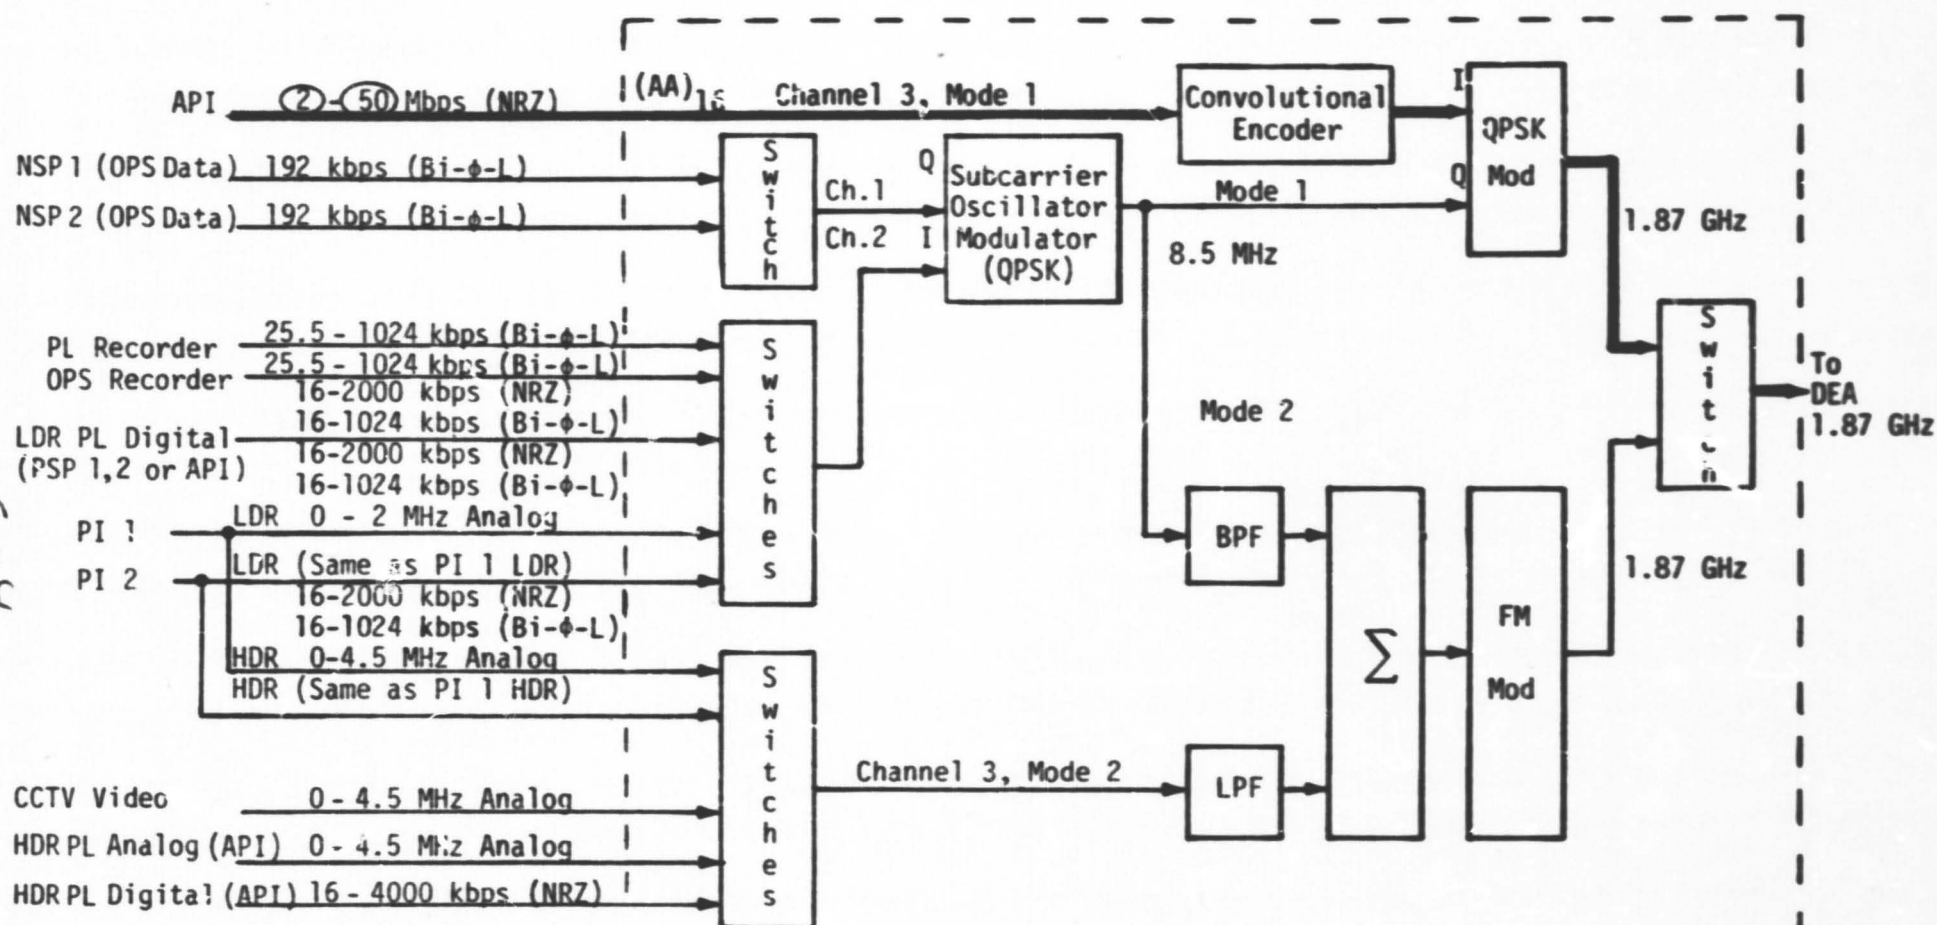 API 2 - 50 Mbps (NRZ)
(AA)
Channel 3, Mode 1
Convolutional
Encoder
I
Q
QPSK
Mod
NSP 1 (OPS Data) 192 kbps (Bi-ϕ-L)
NSP 2 (OPS Data) 192 kbps (Bi-ϕ-L)
Switch
Ch.1
Ch.2
Q
I
Subcarrier
Oscillator
Modulator
(QPSK)
Mode 1
8.5 MHz
1.87 GHz
PL Recorder 25.5 - 1024 kbps (Bi-ϕ-L)
OPS Recorder 25.5 - 1024 kbps (Bi-ϕ-L)
16-2000 kbps (NRZ)
LDR PL Digital 16-1024 kbps (Bi-ϕ-L)
(PSP 1,2 or API) 16-2000 kbps (NRZ)
16-1024 kbps (Bi-ϕ-L)
PI 1 LDR 0 - 2 MHz Analog
PI 2 LDR (Same as PI 1 LDR)
16-2000 kbps (NRZ)
16-1024 kbps (Bi-ϕ-L)
Switches
Mode 2
Switch
To
DEA
1.87 GHz
BPF
Σ
FM
Mod
1.87 GHz
HDR 0-4.5 MHz Analog
HDR (Same as PI 1 HDR)
CCTV Video 0 - 4.5 MHz Analog
HDR PL Analog (API) 0 - 4.5 MHz Analog
HDR PL Digital (API) 16 - 4000 kbps (NRZ)
Switches
Channel 3, Mode 2
LPF